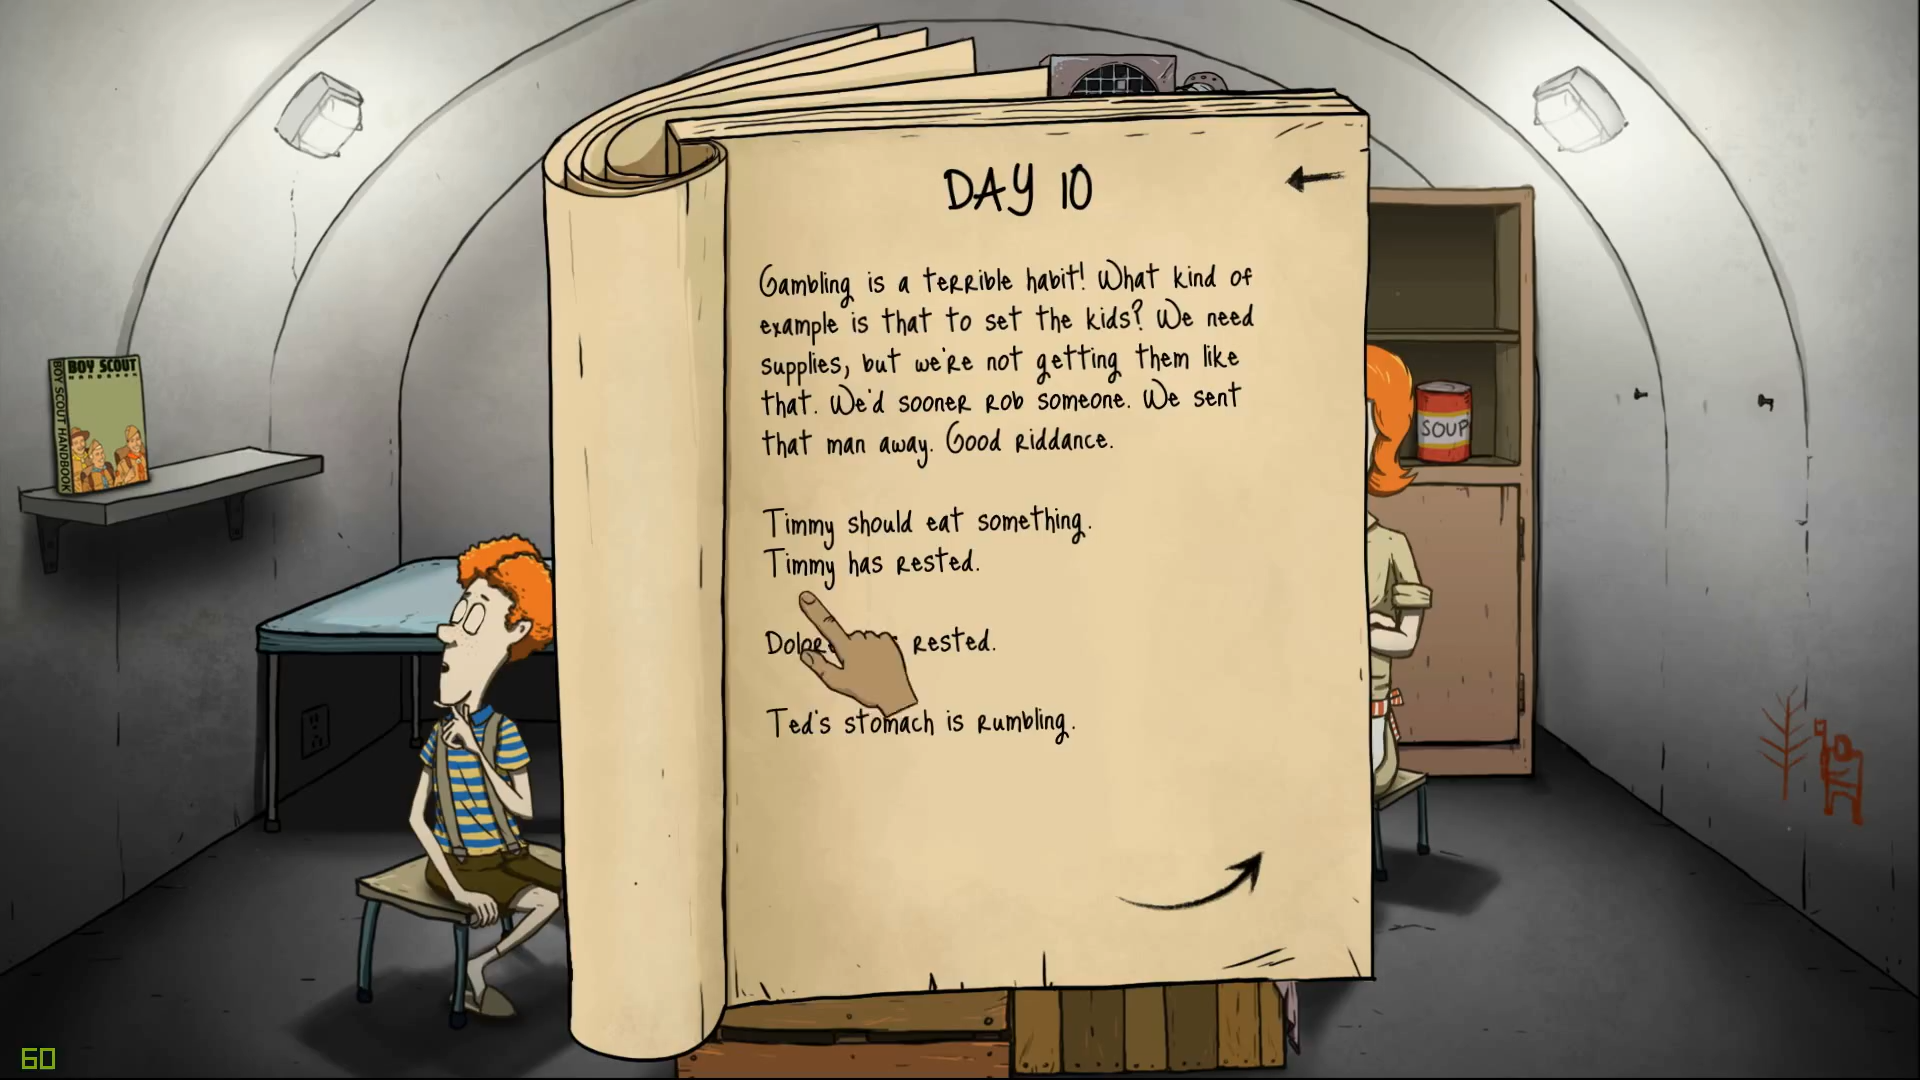 DAY 10
Gambling is a terrible habit! What kind of
example is that to set the kids? We need
supplies, but we're not getting them like
that. We'd sooner rob someone. We sent
that man away. Good riddance.
Timmy should eat something.
Timmy has rested.
rested.
Ted's stomach is rumbling.
BOY SCOUT
HANDBOOK
BOY SCOUT HANDBOOK
SOUP
60